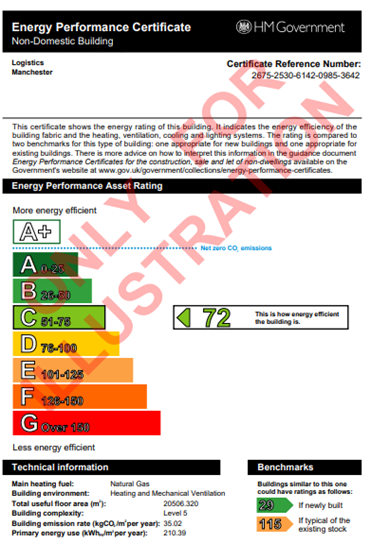 Energy Performance Certificate
Non-Domestic Building
HM Government
Logistics
Manchester
Certificate Reference Number:
2675-2530-6142-0985-3642
This certificate shows the energy rating of this building. It indicates the energy efficiency of the
building fabric and the heating, ventilation, cooling and lighting systems. The rating is compared to
two benchmarks for this type of building: one appropriate for new buildings and one appropriate for
existing buildings. There is more advice on how to interpret this information in the guidance document
Energy Performance Certificates for the construction, sale and let of non-dwellings available on the
Government's website at www.gov.uk/government/collections/energy-performance-certificates.
Energy Performance Asset Rating
More energy efficient
A+
Net zero CO₂ emissions
A 0-25
B 26-50
C 51-75
72
This is how energy efficient
the building is.
D 76-100
E 101-125
F 126-150
G Over 150
Less energy efficient
ONLY FOR
ILLUSTRATION
Technical information
Main heating fuel: Natural Gas
Building environment: Heating and Mechanical Ventilation
Total useful floor area (m²): 20506.320
Building complexity: Level 5
Building emission rate (kgCO₂/m²per year): 35.02
Primary energy use (kWhₜₕ/m²per year): 210.39
Benchmarks
Buildings similar to this one
could have ratings as follows:
29 If newly built
115 If typical of the
existing stock